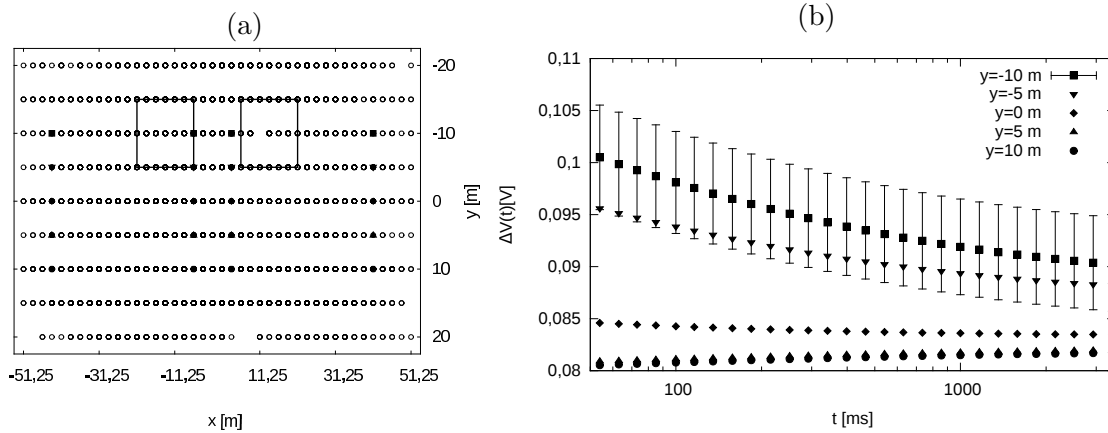 (a)
-20
-10
0
10
20
y [m]
-51,25 -31,25 -11,25 11,25 31,25 51,25
x [m]
(b)
0,11
0,105
0,1
0,095
0,09
0,085
0,08
ΔV(t)[V]
y=-10 m
y=-5 m
y=0 m
y=5 m
y=10 m
100 1000
t [ms]